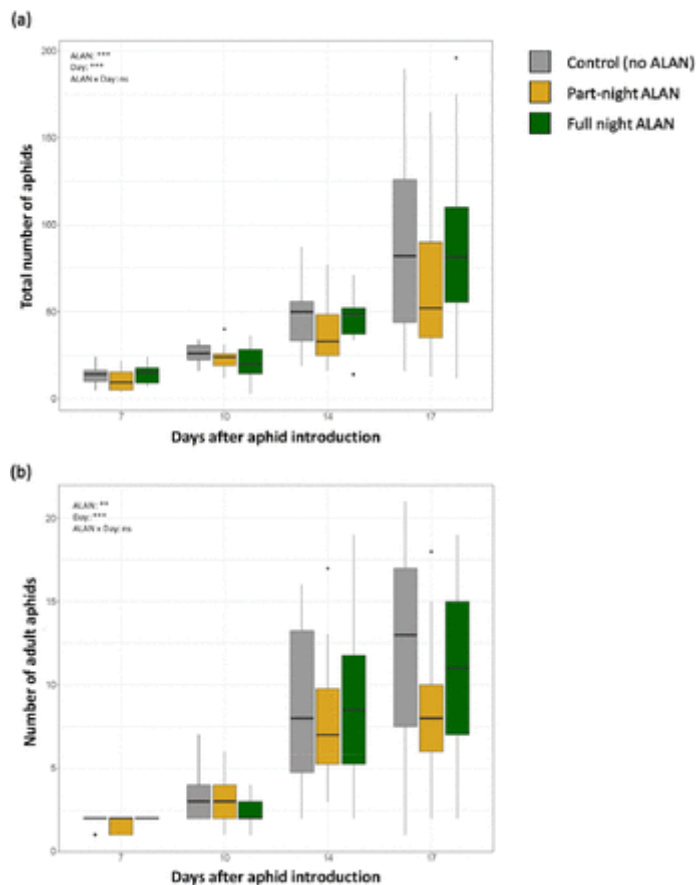 (a)
ALAN: ***
Day: ***
ALAN x Day: ns
Control (no ALAN)
Part-night ALAN
Full night ALAN
Total number of aphids
200
150
100
50
0
7 10 14 17
Days after aphid introduction
(b)
ALAN: **
Day: ***
ALAN x Day: ns
Number of adult aphids
20
15
10
5
0
7 10 14 17
Days after aphid introduction